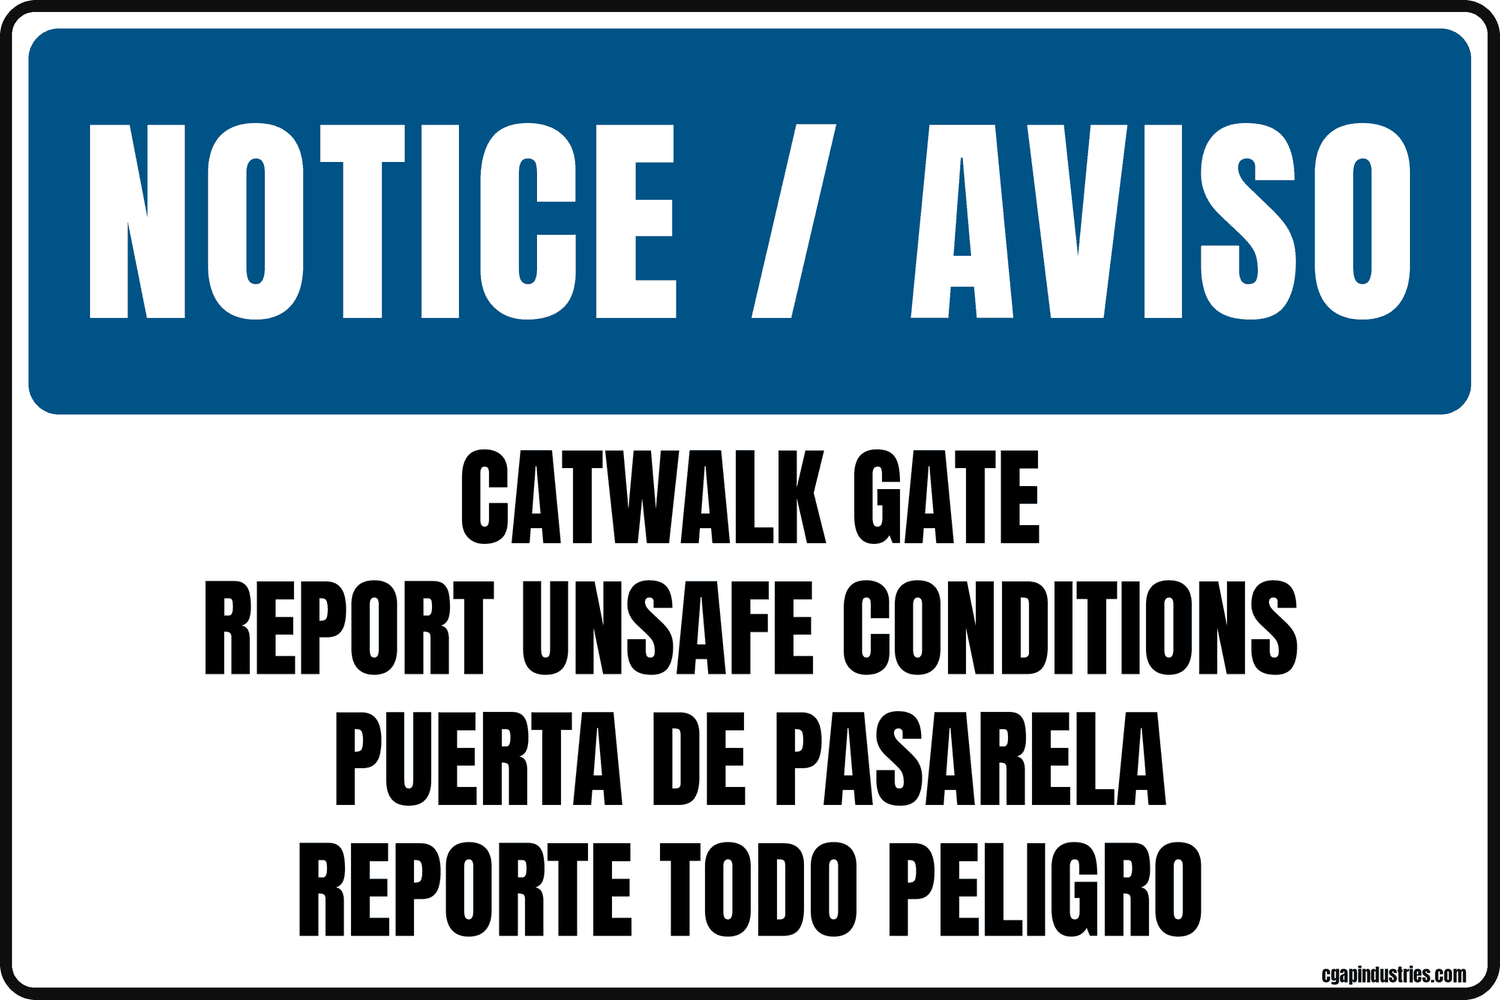 NOTICE / AVISO
CATWALK GATE
REPORT UNSAFE CONDITIONS
PUERTA DE PASARELA
REPORTE TODO PELIGRO
cgapindustries.com